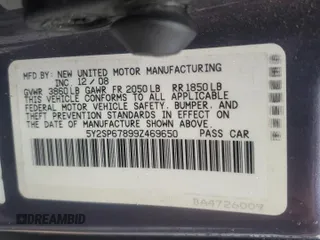 MFD.BY: NEW UNITED MOTOR MANUFACTURING
INC 12/08
GVWR 3860LB GAWR FR 2050LB RR1850LB
THIS VEHICLE CONFORMS TO ALL APPLICABLE
FEDERAL MOTOR VEHICLE SAFETY, BUMPER, AND
THEFT PREVENTION STANDARDS IN EFFECT ON
THE DATE OF MANUFACTURE SHOWN ABOVE.
5Y2SP67899Z469650 PASS CAR
BA4726009
DREAMBID